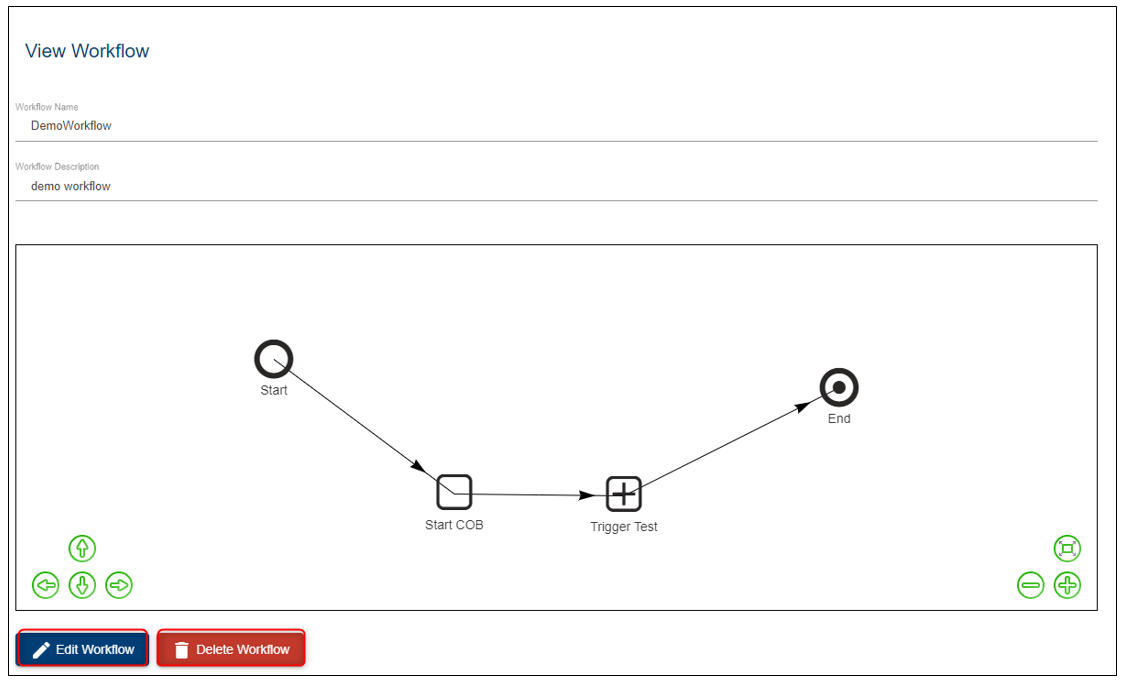 View Workflow
Workflow Name
DemoWorkflow
Workflow Description
demo workflow
Start
End
Start COB
Trigger Test
Edit Workflow
Delete Workflow